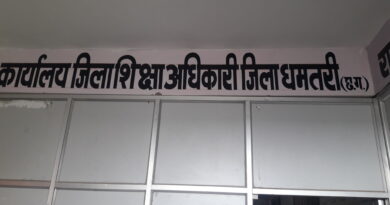 कार्यालय जिला शिक्षा अधिकारी जिला धमतरी (छ.ग.)